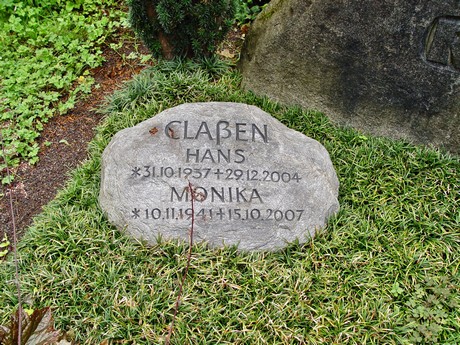 CLAßEN
HANS
*31.10.1937+29.12.2004
MONIKA
*10.11.1941+15.10.2007